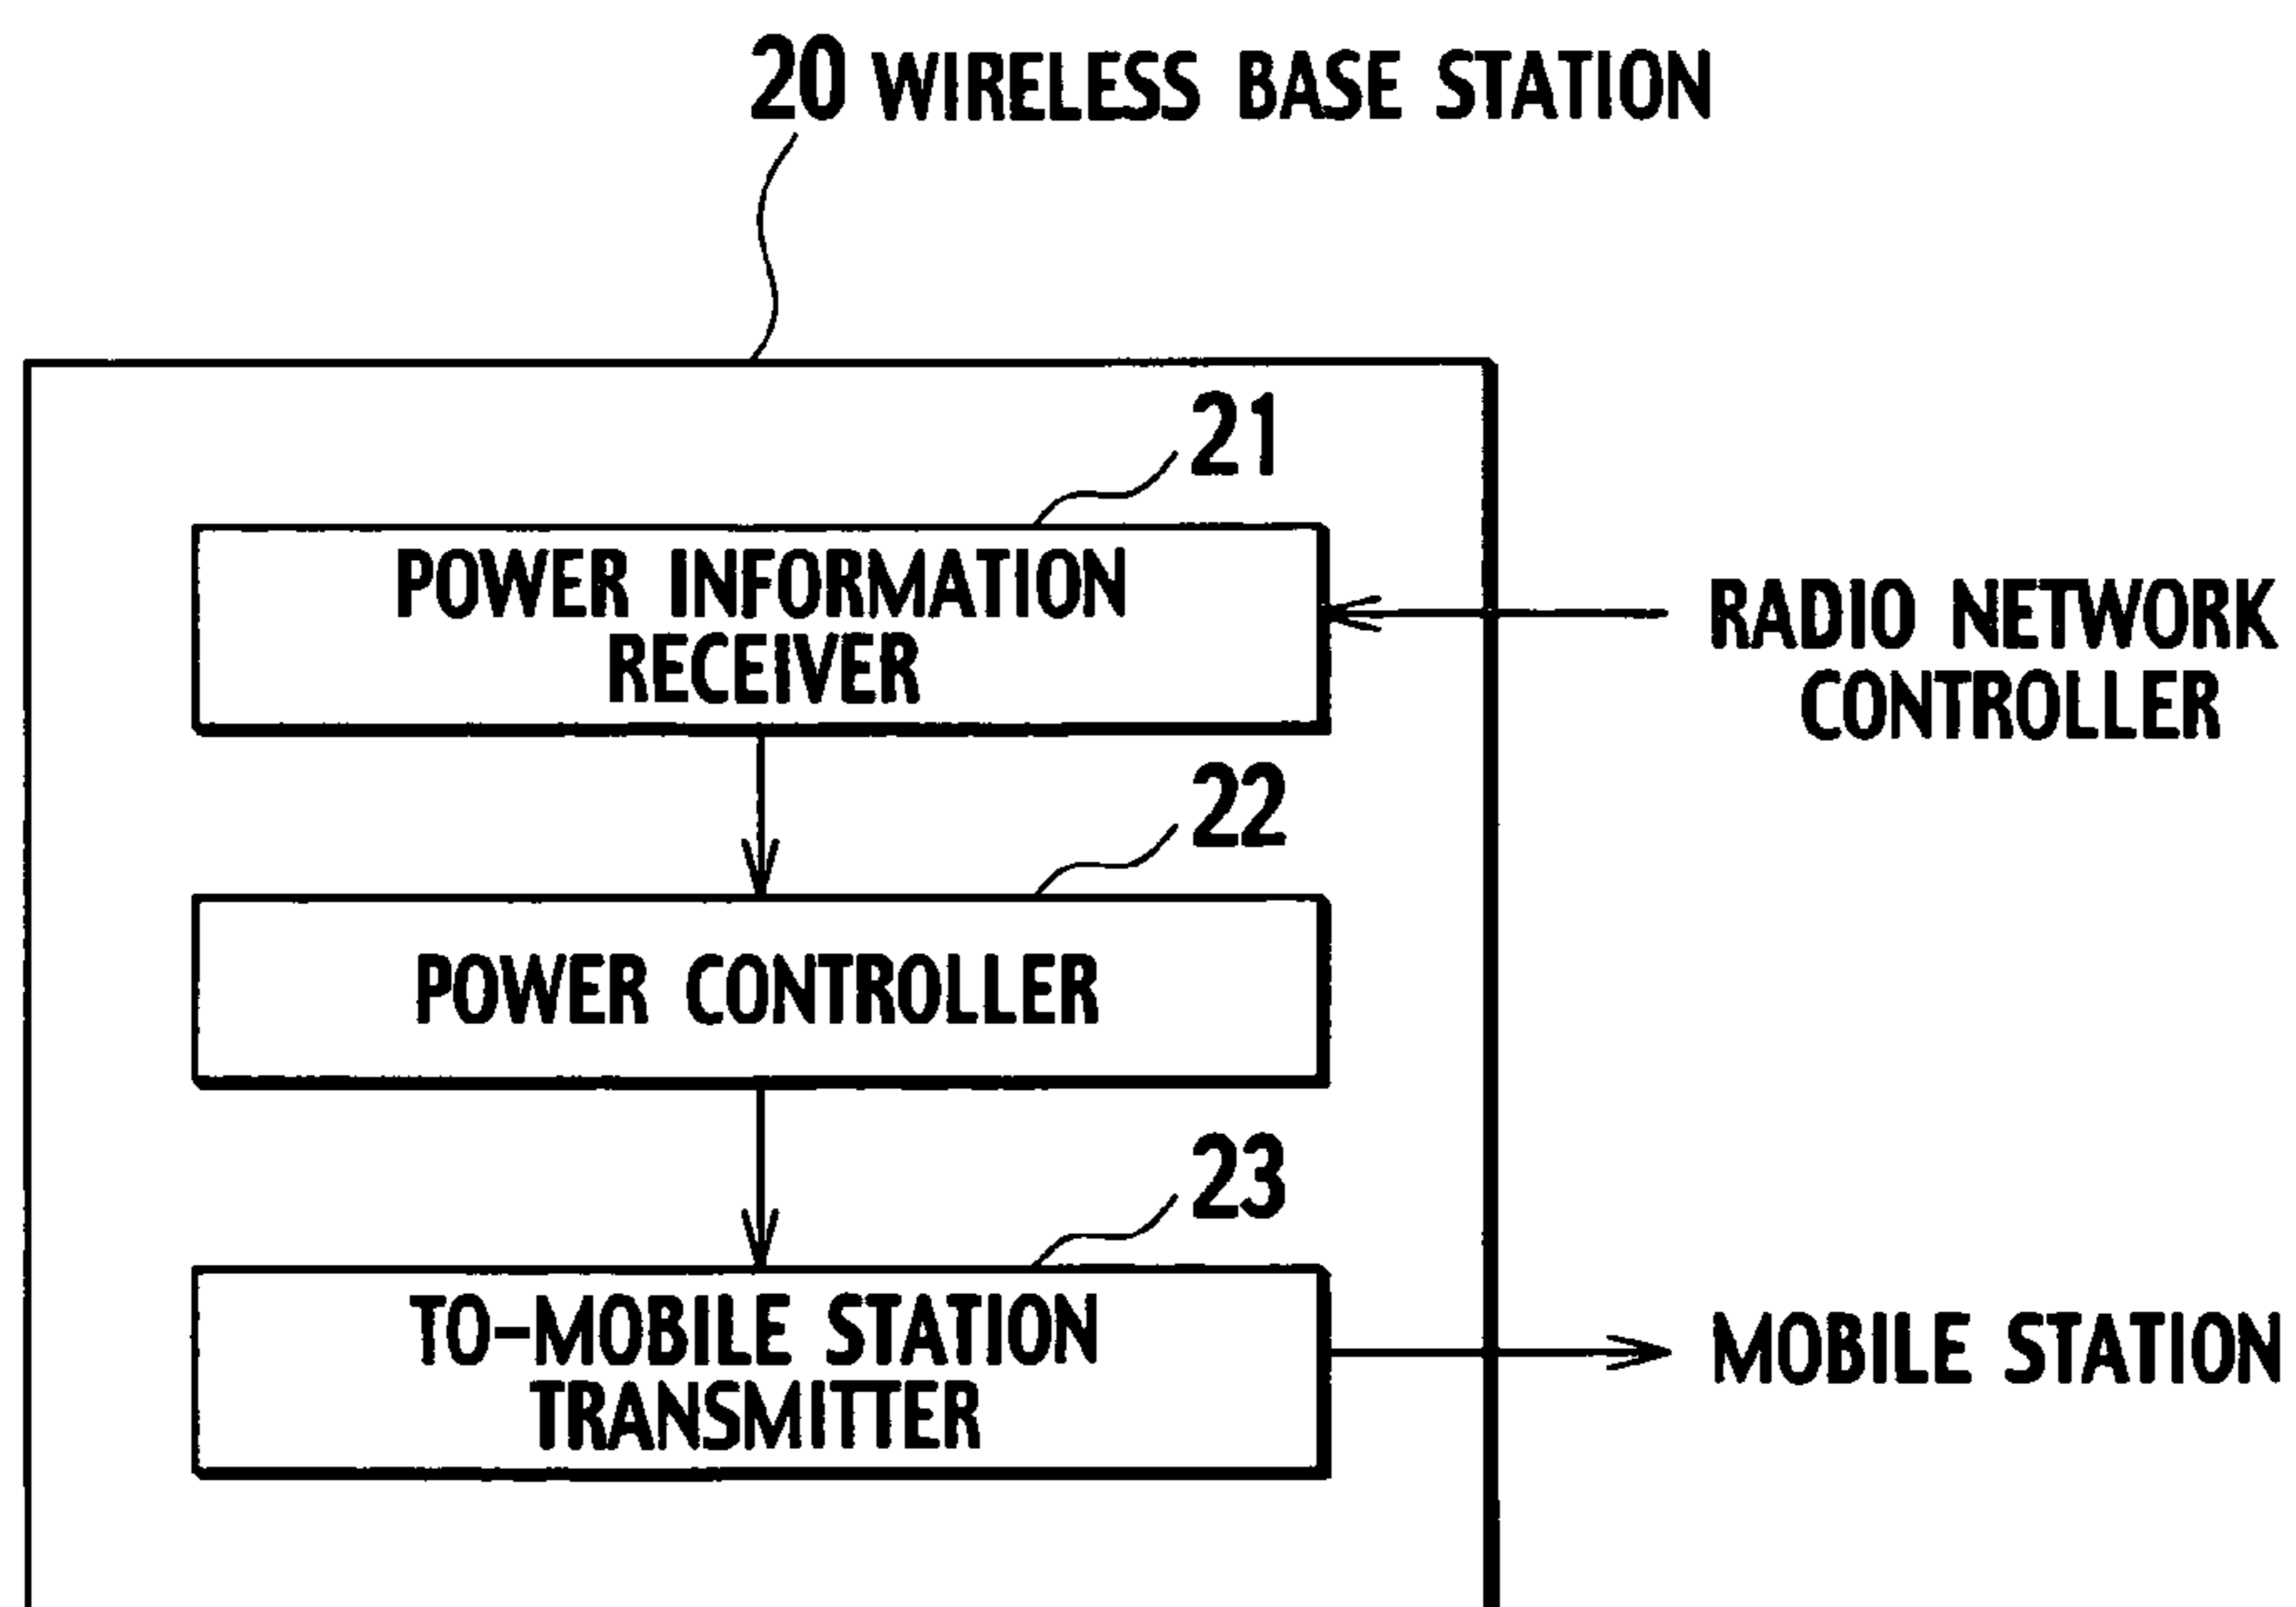 20 WIRELESS BASE STATION
21
POWER INFORMATION
RECEIVER
RADIO NETWORK
CONTROLLER
22
POWER CONTROLLER
23
TO-MOBILE STATION
TRANSMITTER
MOBILE STATION